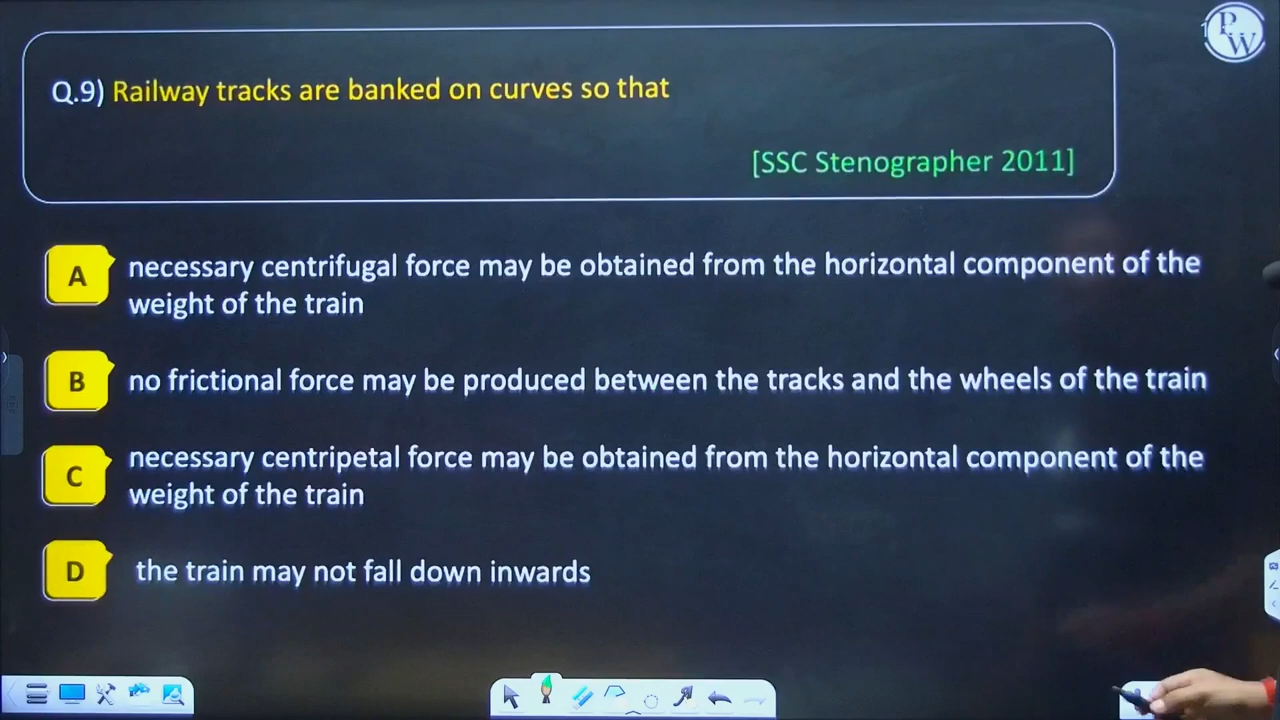 PW
Q.9) Railway tracks are banked on curves so that
[SSC Stenographer 2011]
A necessary centrifugal force may be obtained from the horizontal component of the
weight of the train
B no frictional force may be produced between the tracks and the wheels of the train
C necessary centripetal force may be obtained from the horizontal component of the
weight of the train
D the train may not fall down inwards